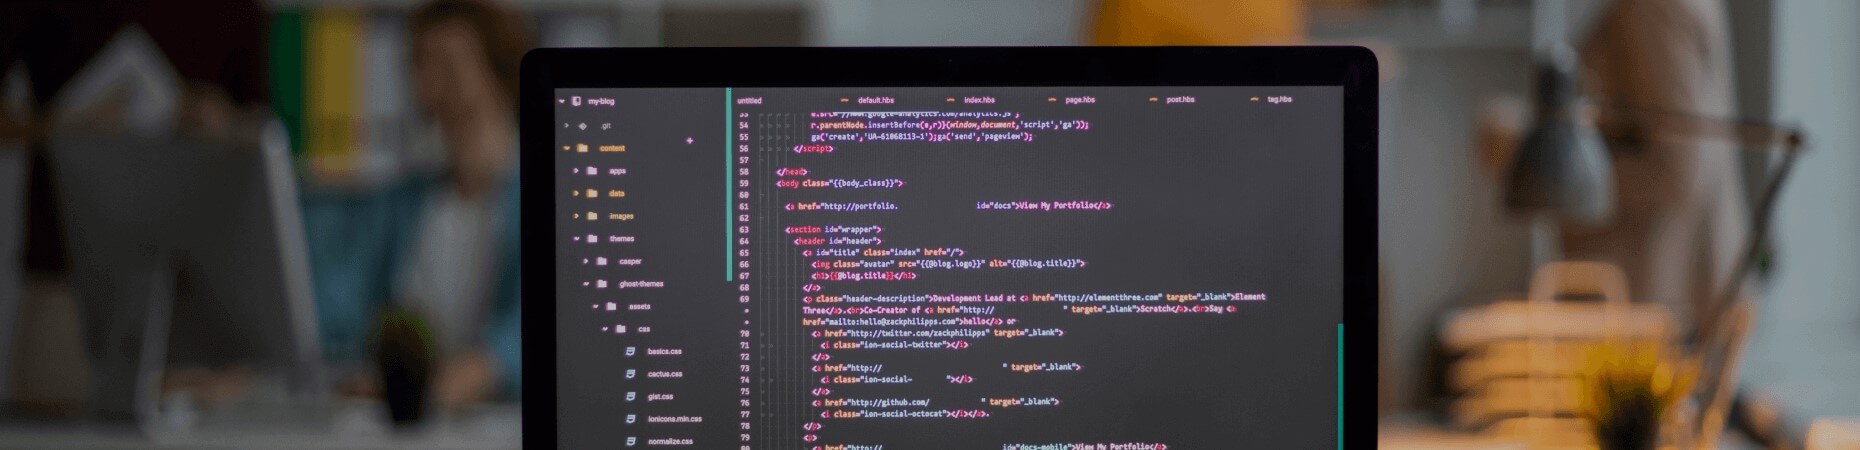 my-blog
.git
content
apps
data
images
themes
casper
ghost-themes
assets
css
basics.css
cactus.css
gist.css
ionicons.min.css
normalize.css
untitled default.hbs index.hbs page.hbs post.hbs tag.hbs
53
54 r.parentNode.insertBefore(e,r)}(window,document,'script','ga'));
55 ga('create','UA-61068113-1');ga('send','pageview');
56 </script>
57
58 </head>
59 <body class="{{body_class}}">
60
61 <a href="http://portfolio. id="docs">View My Portfolio</a>
62
63 <section id="wrapper">
64 <header id="header">
65 <a id="title" class="index" href="/">
66 <img class="avatar" src="{{@blog.logo}}" alt="{{@blog.title}}">
67 <h1>{{@blog.title}}</h1>
68 </a>
69 <p class="header-description">Development Lead at <a href="http://elementthree.com" target="_blank">Element
Three</a>.<br>Co-Creator of <a href="http:// " target="_blank">Scratch</a>.<br>Say <a
href="mailto:hello@zackphilipps.com">hello</a> or
70 <a href="http://twitter.com/zackphilipps" target="_blank">
71 <i class="ion-social-twitter"></i>
72 </a>
73 <a href="http:// " target="_blank">
74 <i class="ion-social- "></i>
75 </a>
76 <a href="http://github.com/ " target="_blank">
77 <i class="ion-social-octocat"></i></a>.
78 </p>
79 <p>
80 <a href="http:// id="docs-mobile">View My Portfolio</a>